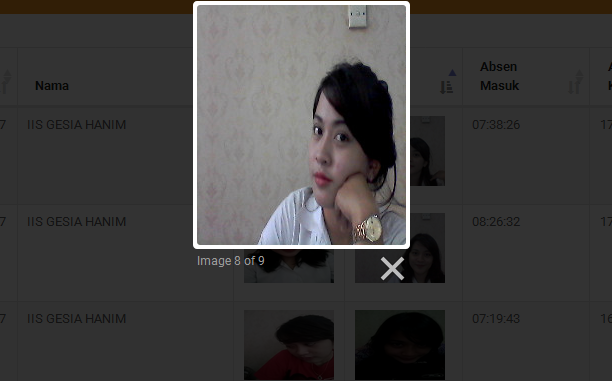 Nama
Absen
Masuk
7
IIS GESIA HANIM
07:38:26
17
7
IIS GESIA HANIM
08:26:32
17
Image 8 of 9
7
IIS GESIA HANIM
07:19:43
16